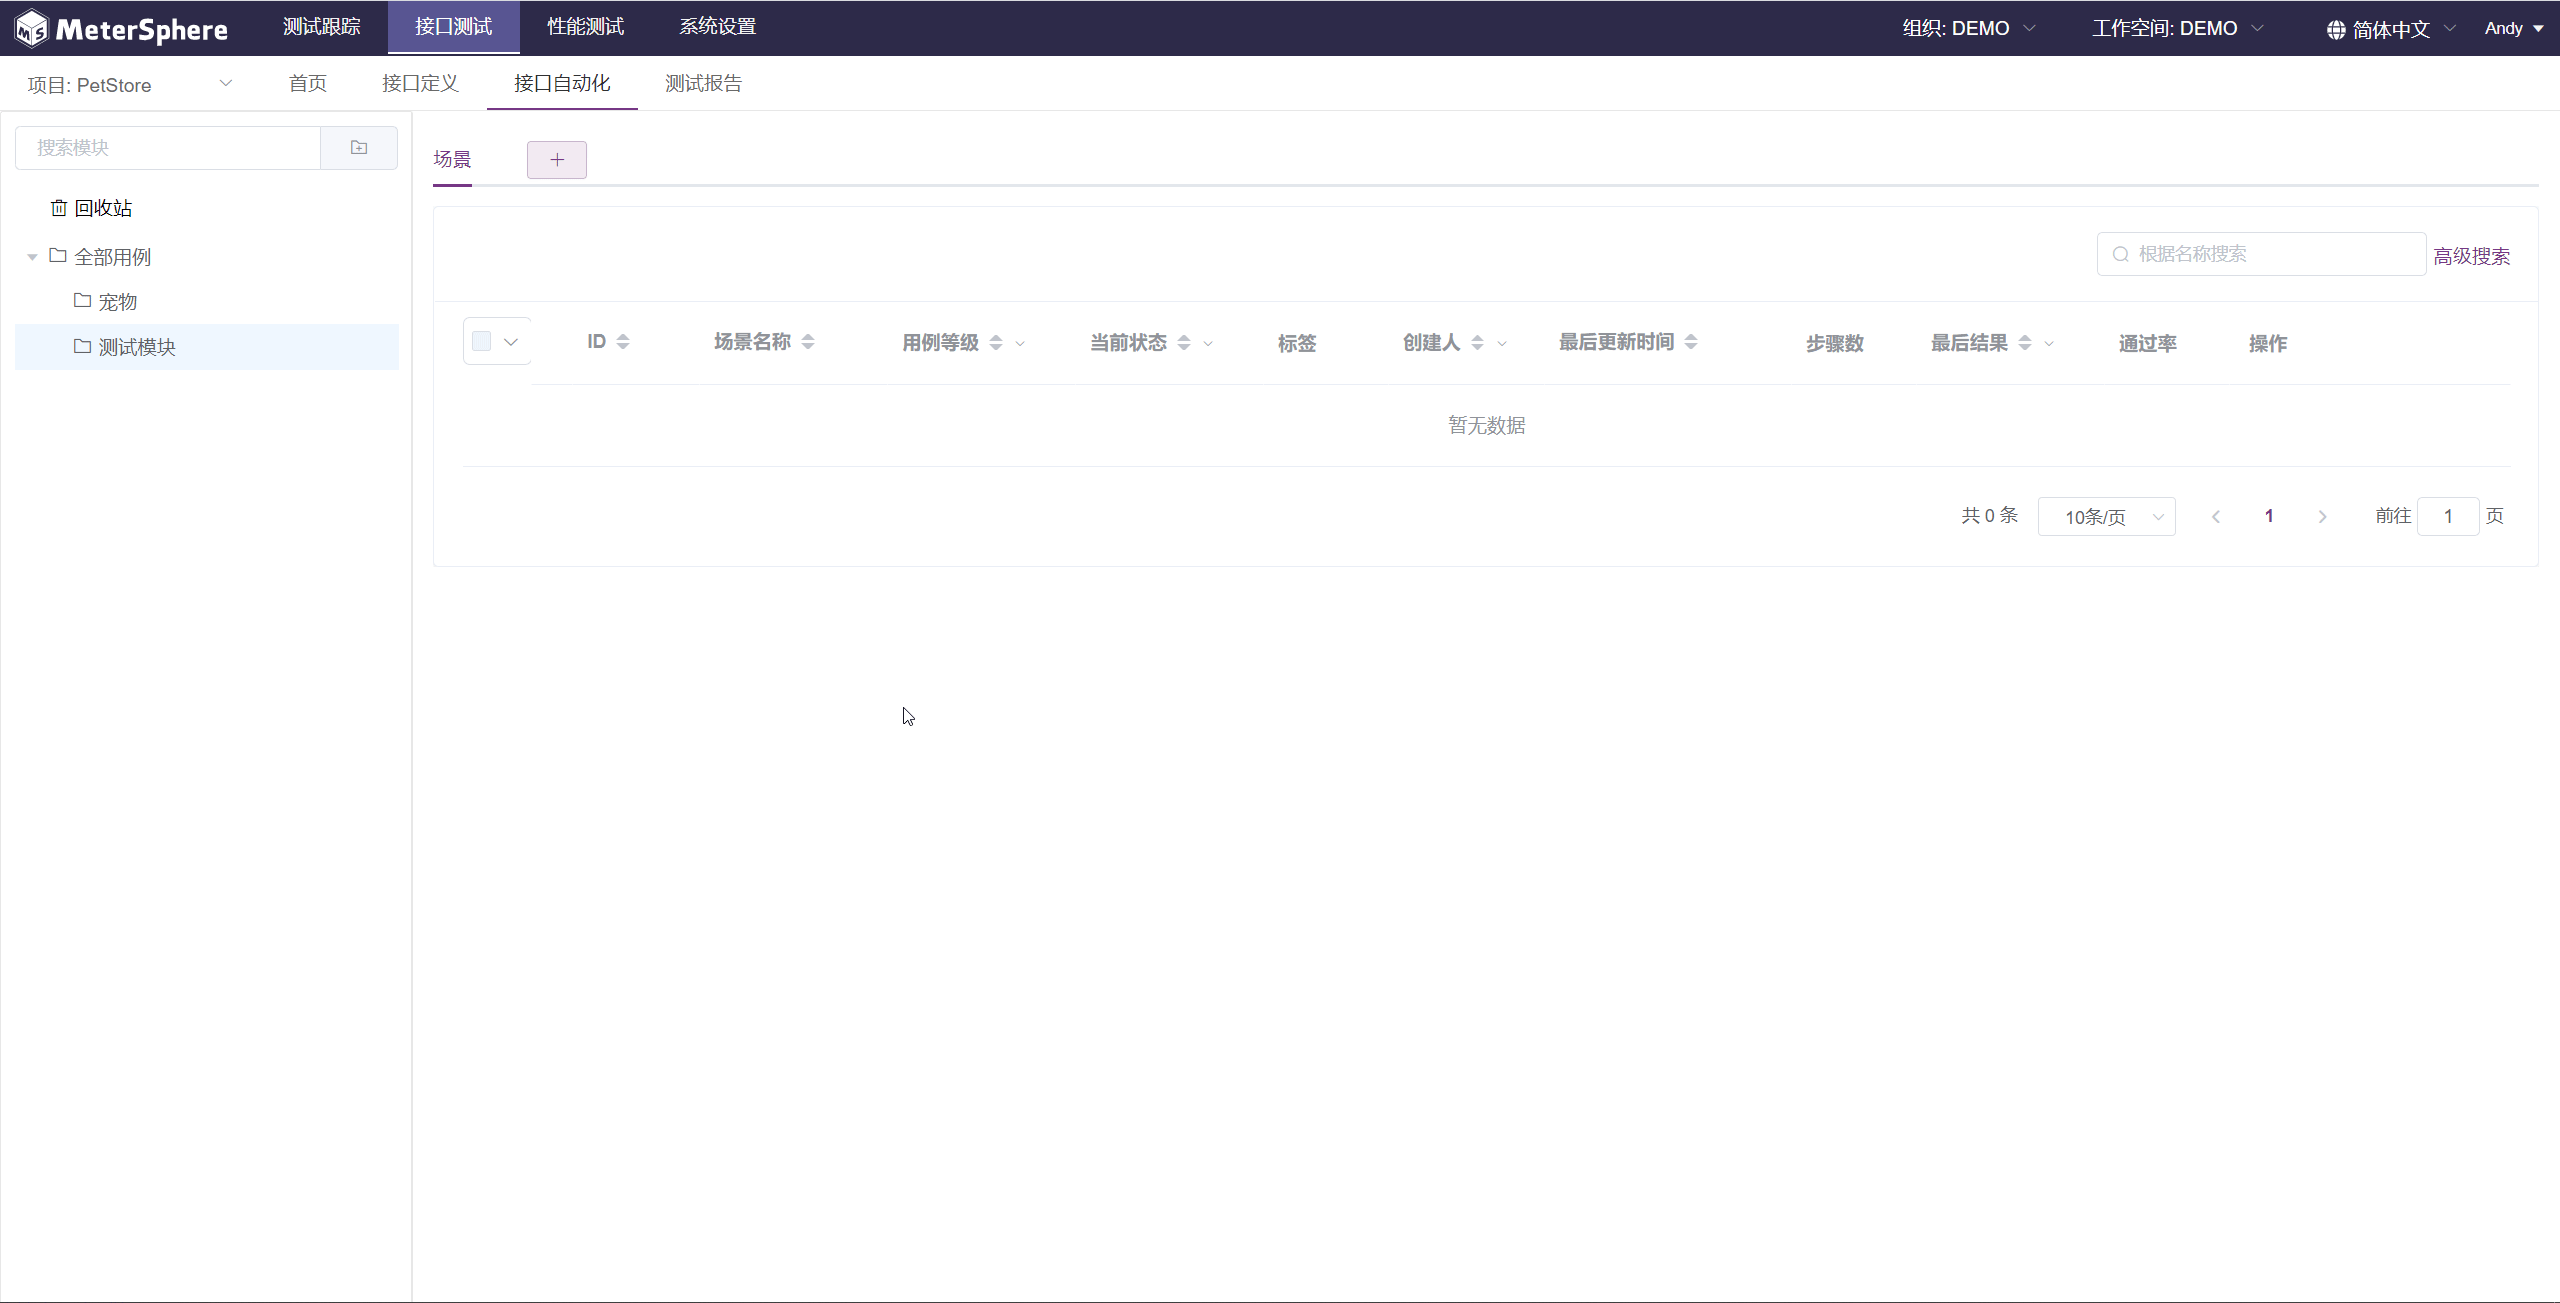 MeterSphere 测试跟踪 接口测试 性能测试 系统设置 组织: DEMO 工作空间: DEMO 简体中文 Andy
项目: PetStore 首页 接口定义 接口自动化 测试报告
搜索模块
回收站
全部用例
宠物
测试模块
场景 +
根据名称搜索 高级搜索
ID 场景名称 用例等级 当前状态 标签 创建人 最后更新时间 步骤数 最后结果 通过率 操作
暂无数据
共 0 条 10条/页 1 前往 1 页